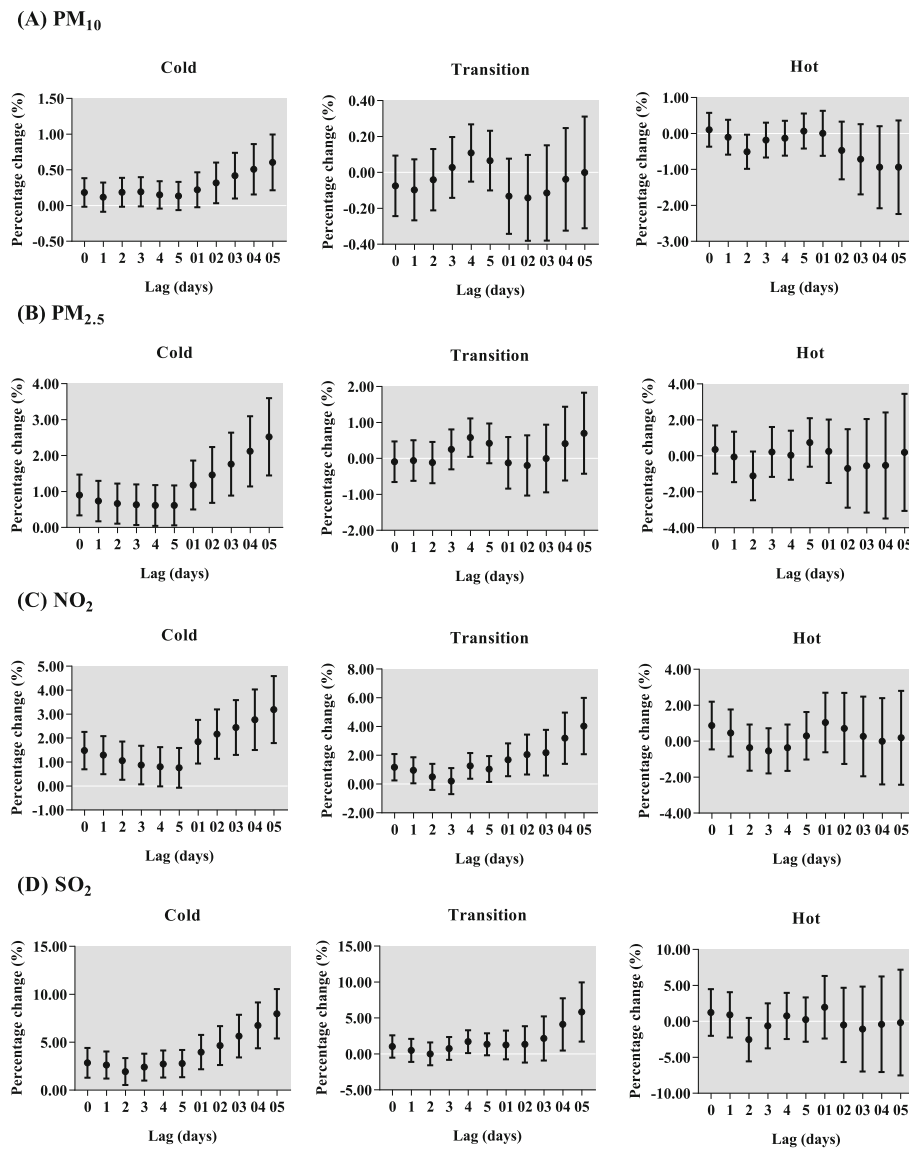 (A) PM10
Cold
Transition
Hot
Percentage change (%)
1.50
1.00
0.50
0.00
-0.50
0 1 2 3 4 5 01 02 03 04 05
Lag (days)
Percentage change (%)
0.40
0.20
0.00
-0.20
-0.40
0 1 2 3 4 5 01 02 03 04 05
Lag (days)
Percentage change (%)
1.00
0.00
-1.00
-2.00
-3.00
0 1 2 3 4 5 01 02 03 04 05
Lag (days)
(B) PM2.5
Cold
Transition
Hot
Percentage change (%)
4.00
3.00
2.00
1.00
0.00
0 1 2 3 4 5 01 02 03 04 05
Lag (days)
Percentage change (%)
2.00
1.00
0.00
-1.00
-2.00
0 1 2 3 4 5 01 02 03 04 05
Lag (days)
Percentage change (%)
4.00
2.00
0.00
-2.00
-4.00
0 1 2 3 4 5 01 02 03 04 05
Lag (days)
(C) NO2
Cold
Transition
Hot
Percentage change (%)
5.00
4.00
3.00
2.00
1.00
0.00
-1.00
0 1 2 3 4 5 01 02 03 04 05
Lag (days)
Percentage change (%)
8.00
6.00
4.00
2.00
0.00
-2.00
0 1 2 3 4 5 01 02 03 04 05
Lag (days)
Percentage change (%)
4.00
2.00
0.00
-2.00
-4.00
0 1 2 3 4 5 01 02 03 04 05
Lag (days)
(D) SO2
Cold
Transition
Hot
Percentage change (%)
15.00
10.00
5.00
0.00
0 1 2 3 4 5 01 02 03 04 05
Lag (days)
Percentage change (%)
15.00
10.00
5.00
0.00
-5.00
0 1 2 3 4 5 01 02 03 04 05
Lag (days)
Percentage change (%)
10.00
5.00
0.00
-5.00
-10.00
0 1 2 3 4 5 01 02 03 04 05
Lag (days)